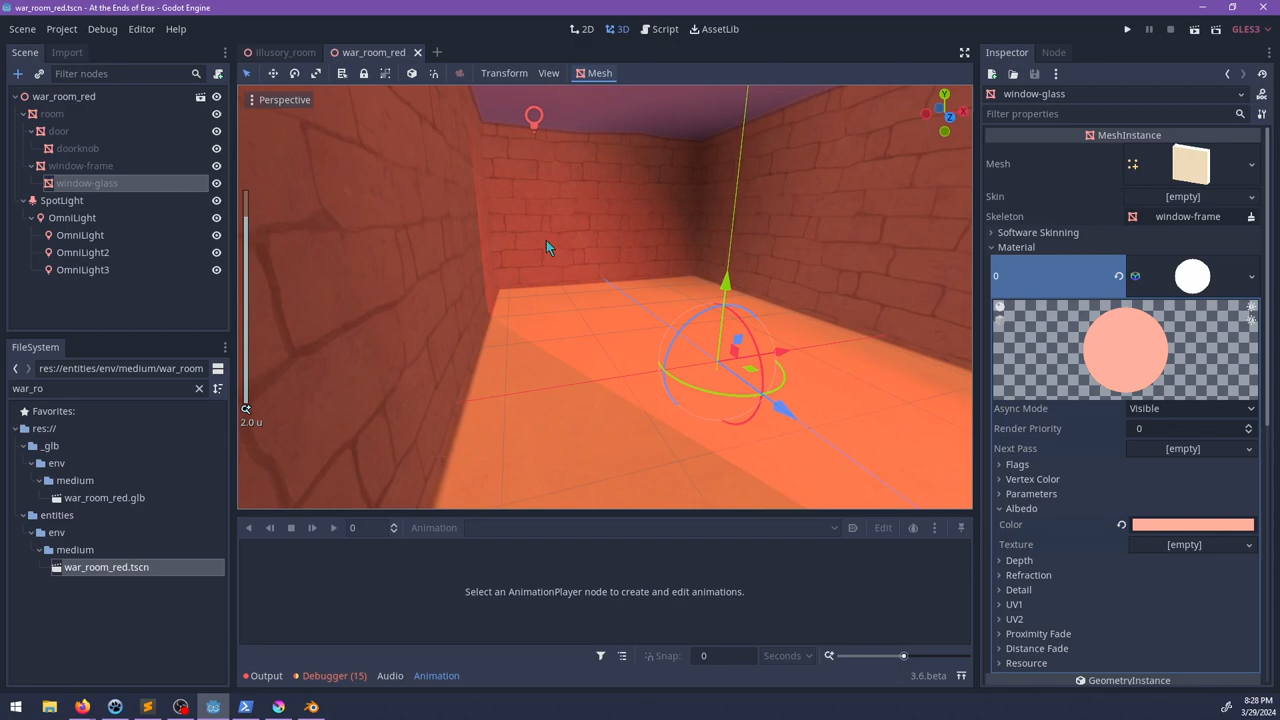 war_room_red.tscn - At the Ends of Eras - Godot Engine
Scene Project Debug Editor Help
2D 3D Script AssetLib
GLES3
Scene Import
Filter nodes
war_room_red
room
door
doorknob
window-frame
window-glass
SpotLight
OmniLight
OmniLight
OmniLight2
OmniLight3
FileSystem
res://entities/env/medium/war_room
war_ro
Favorites:
res://
_glb
env
medium
war_room_red.glb
entities
env
medium
war_room_red.tscn
illusory_room war_room_red
Transform View Mesh
Perspective
Y
X
Z
2.0 u
0 Animation Edit
Select an AnimationPlayer node to create and edit animations.
Snap: 0 Seconds
Output Debugger (15) Audio Animation 3.6.beta
Inspector Node
window-glass
Filter properties
MeshInstance
Mesh
Skin [empty]
Skeleton window-frame
Software Skinning
Material
0
Async Mode Visible
Render Priority 0
Next Pass [empty]
Flags
Vertex Color
Parameters
Albedo
Color
Texture [empty]
Depth
Refraction
Detail
UV1
UV2
Proximity Fade
Distance Fade
Resource
GeometryInstance
8:28 PM
3/29/2024